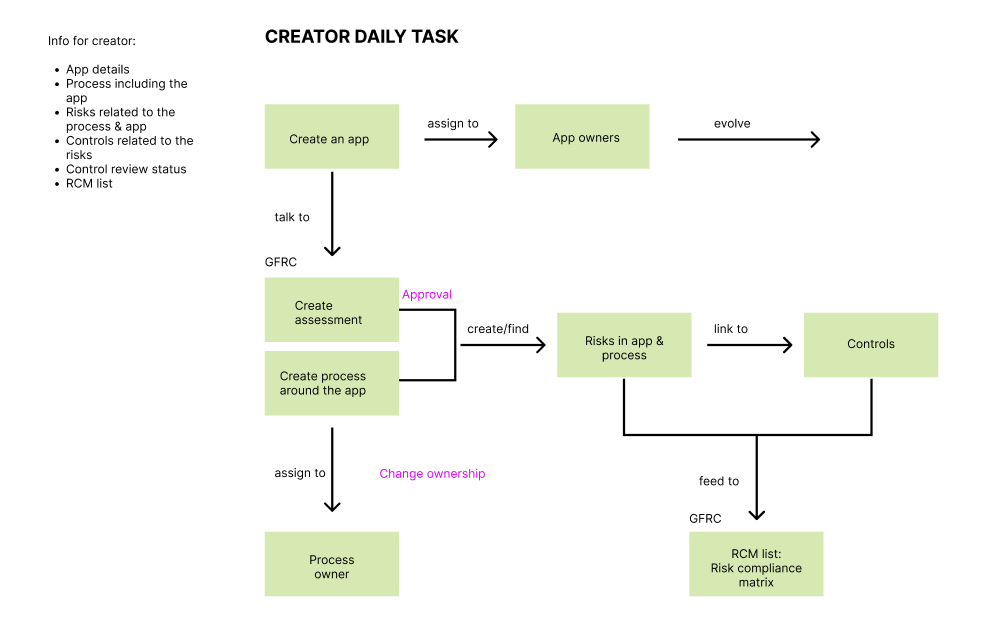 Info for creator:
• App details
• Process including the
app
• Risks related to the
process & app
• Controls related to the
risks
• Control review status
• RCM list
CREATOR DAILY TASK
Create an app
assign to
App owners
evolve
talk to
GFRC
Create
assessment
Approval
Create process
around the app
create/find
Risks in app &
process
link to
Controls
assign to
Change ownership
Process
owner
feed to
GFRC
RCM list:
Risk compliance
matrix